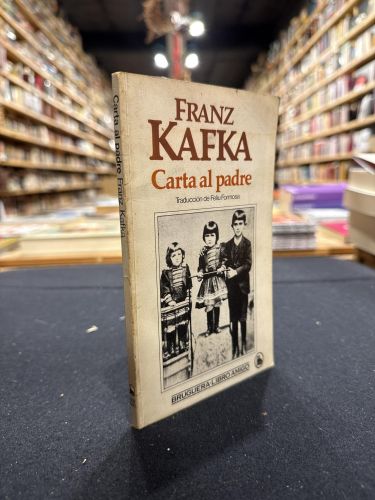 FRANZ
KAFKA
Carta al padre
Traducción de Feliu Formosa
BRUGUERA-LIBRO AMIGO
Carta al padre Franz Kafka